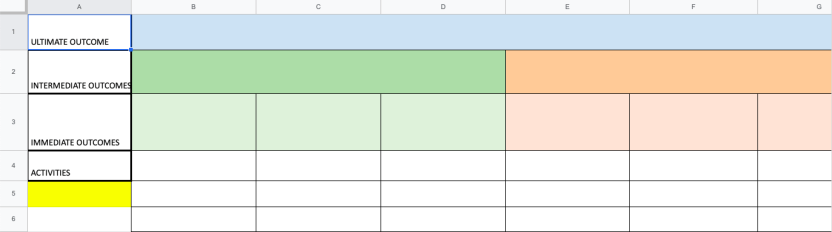 A B C D E F G
1 ULTIMATE OUTCOME
2 INTERMEDIATE OUTCOMES
3 IMMEDIATE OUTCOMES
4 ACTIVITIES
5
6